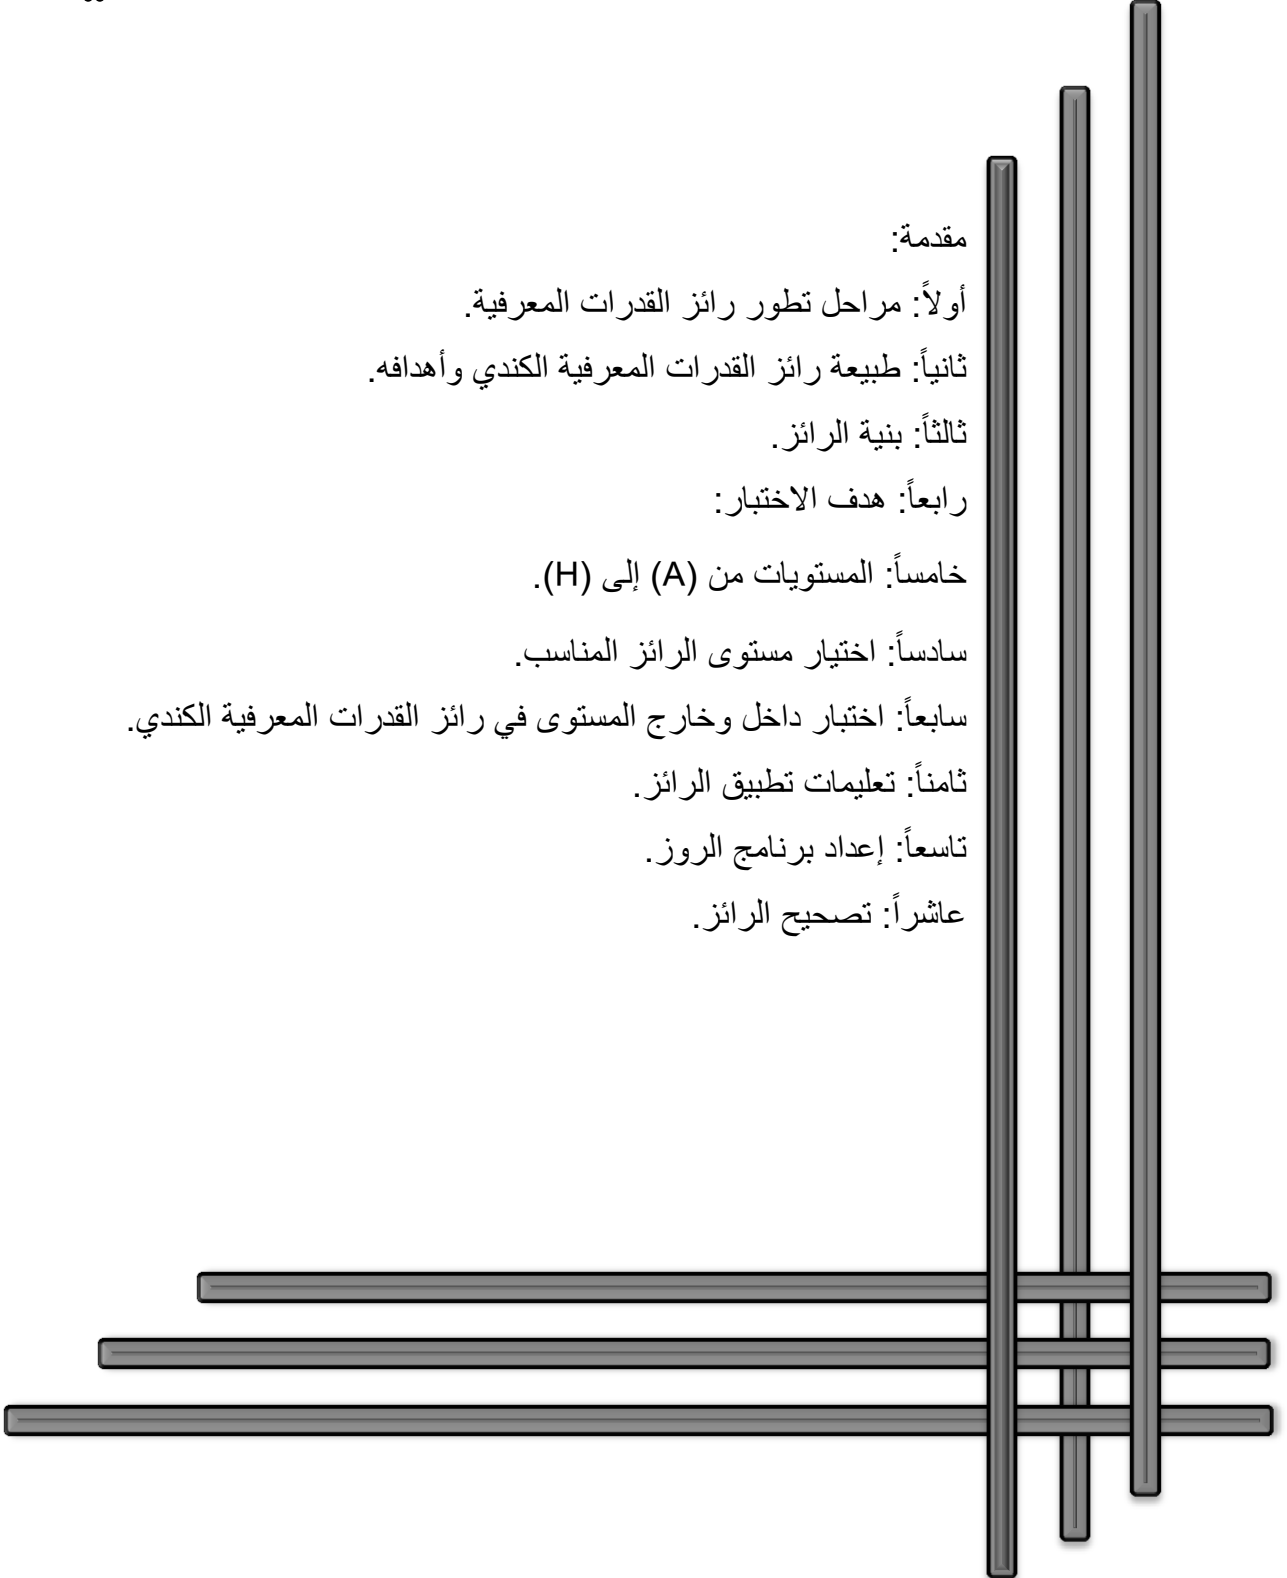 مقدمة:
أولاً: مراحل تطور رائز القدرات المعرفية.
ثانياً: طبيعة رائز القدرات المعرفية الكندي وأهدافه.
ثالثاً: بنية الرائز.
رابعاً: هدف الاختبار:
خامساً: المستويات من (A) إلى (H).
سادساً: اختيار مستوى الرائز المناسب.
سابعاً: اختبار داخل وخارج المستوى في رائز القدرات المعرفية الكندي.
ثامناً: تعليمات تطبيق الرائز.
تاسعاً: إعداد برنامج الروز.
عاشراً: تصحيح الرائز.